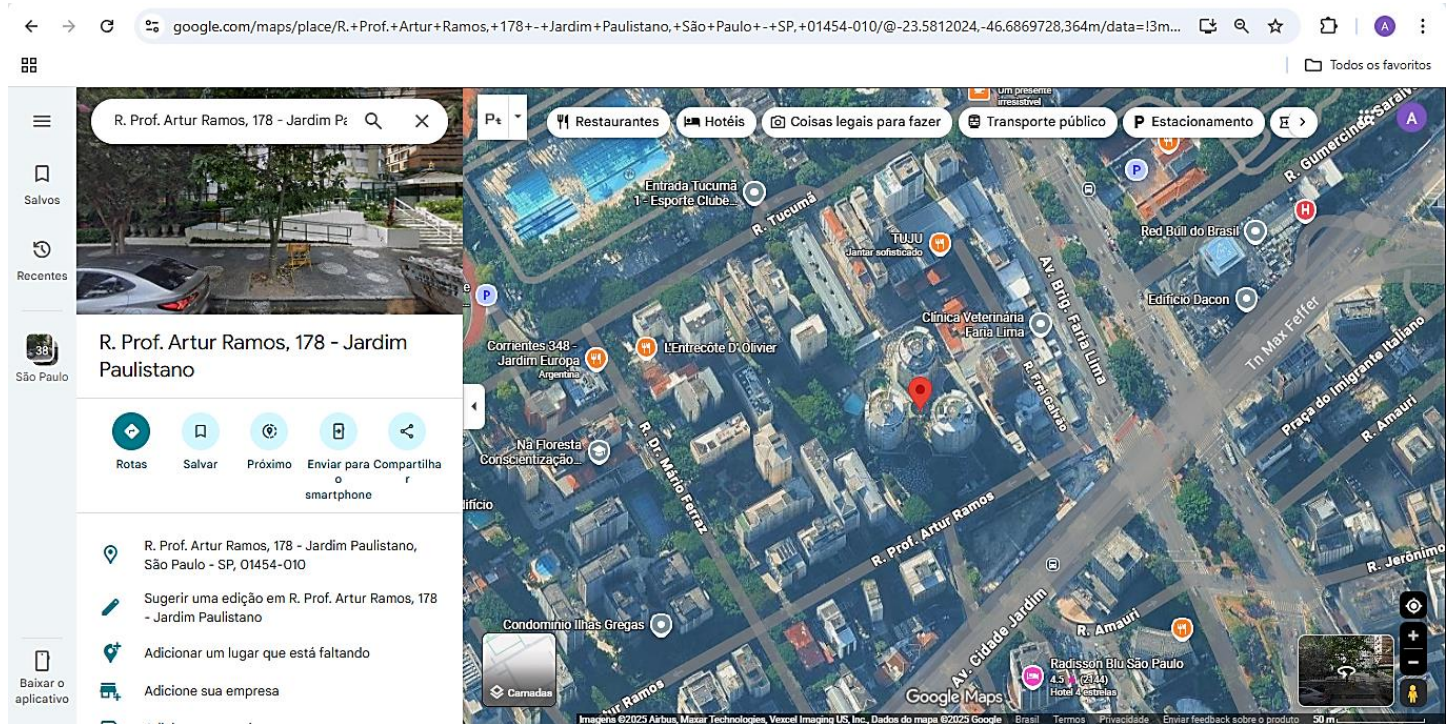 google.com/maps/place/R.+Prof.+Artur+Ramos,+178+-+Jardim+Paulistano,+São+Paulo+-+SP,+01454-010/@-23.5812024,-46.6869728,364m/data=!3m...
A
Todos os favoritos
R. Prof. Artur Ramos, 178 - Jardim Pa
Salvos
Recentes
38
São Paulo
Baixar o
aplicativo
R. Prof. Artur Ramos, 178 - Jardim
Paulistano
Rotas
Salvar
Próximo
Enviar para
o
smartphone
Compartilha
r
R. Prof. Artur Ramos, 178 - Jardim Paulistano,
São Paulo - SP, 01454-010
Sugerir uma edição em R. Prof. Artur Ramos, 178
- Jardim Paulistano
Adicionar um lugar que está faltando
Adicione sua empresa
Restaurantes
Hotéis
Coisas legais para fazer
Transporte público
P Estacionamento
A
Um presente
irresistível
R. Gumercindo Saraiva
P
H
Entrada Tucumã
1 - Esporte Clube...
R. Tucumã
TUJU
Jantar sofisticado
Red Bull do Brasil
Av. Brig. Faria Lima
P
Edifício Dacon
Tn Max Feffer
Clínica Veterinária
Faria Lima
Corrientes 348 -
Jardim Europa
Argentina
L'Entrecôte D' Olivier
R. Frei Galvão
Praça do Imigrante Italiano
R. Amauri
Na Floresta
Conscientização...
R. Dr. Mário Ferraz
R. Prof. Artur Ramos
R. Jerônimo
Condomínio Ilhas Gregas
Av. Cidade Jardim
R. Amauri
Radisson Blu São Paulo
4.5 (2144)
Hotel 4 estrelas
Camadas
tur Ramos
Google Maps
Imagens ©2025 Airbus, Maxar Technologies, Vexcel Imaging US, Inc., Dados do mapa ©2025 Google
Brasil
Termos
Privacidade
Enviar feedback sobre o produto
50 m